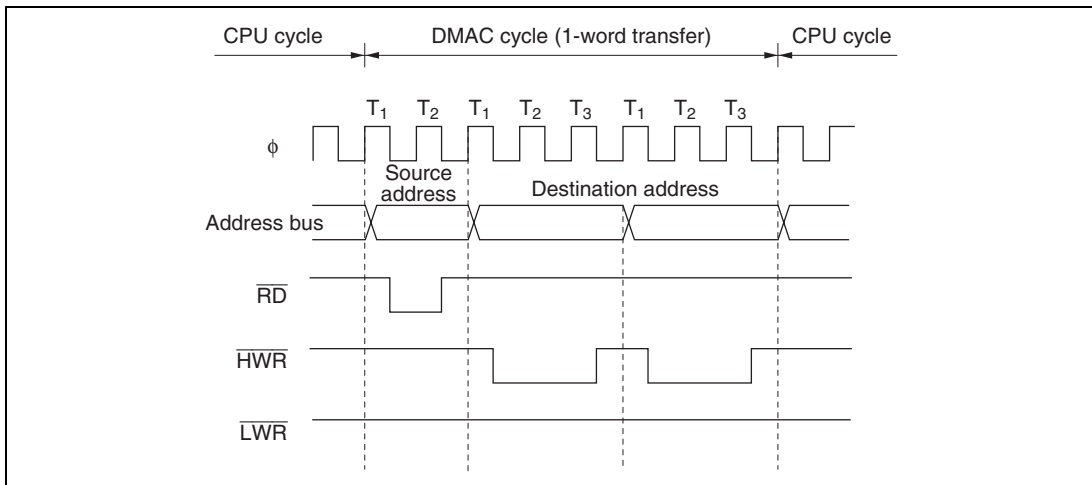 CPU cycle DMAC cycle (1-word transfer) CPU cycle
T1 T2 T1 T2 T3 T1 T2 T3
ϕ
Source
address
Destination address
Address bus
RD
HWR
LWR